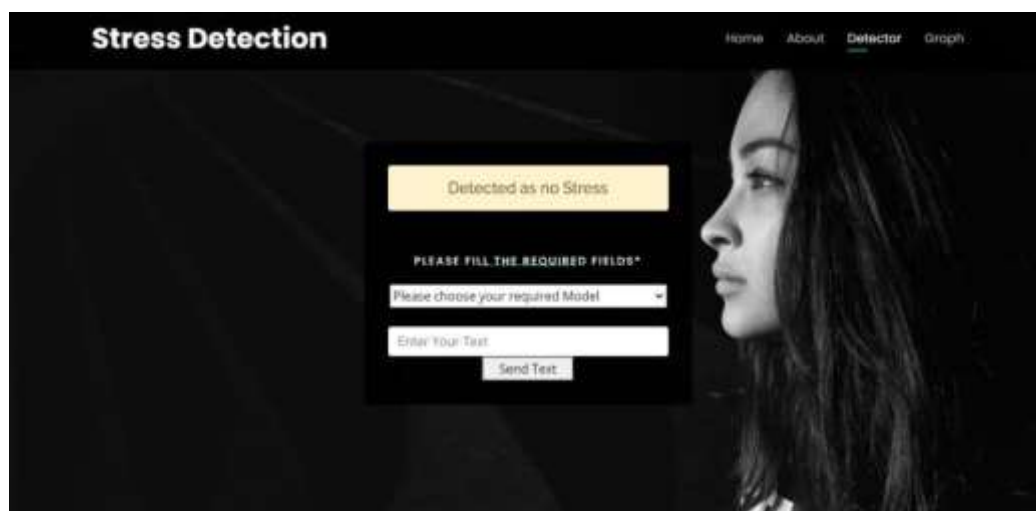 Stress Detection
Home About Detector Graph
Detected as no Stress
PLEASE FILL THE REQUIRED FIELDS*
Please choose your required Model
Enter Your Text
Send Text